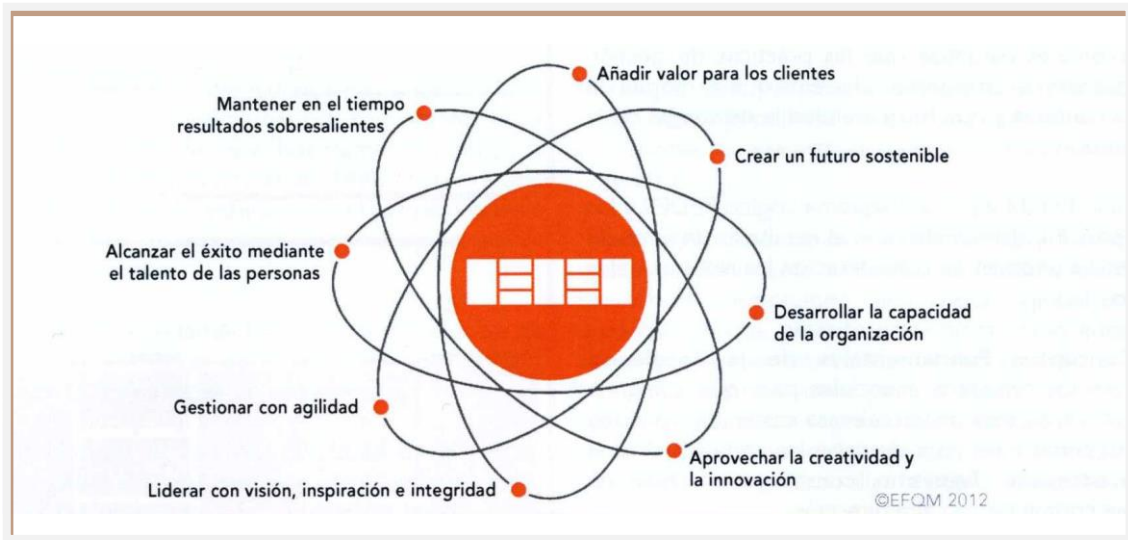 Añadir valor para los clientes
Mantener en el tiempo
resultados sobresalientes
Crear un futuro sostenible
Alcanzar el éxito mediante
el talento de las personas
Desarrollar la capacidad
de la organización
Gestionar con agilidad
Aprovechar la creatividad y
la innovación
Liderar con visión, inspiración e integridad
©EFQM 2012